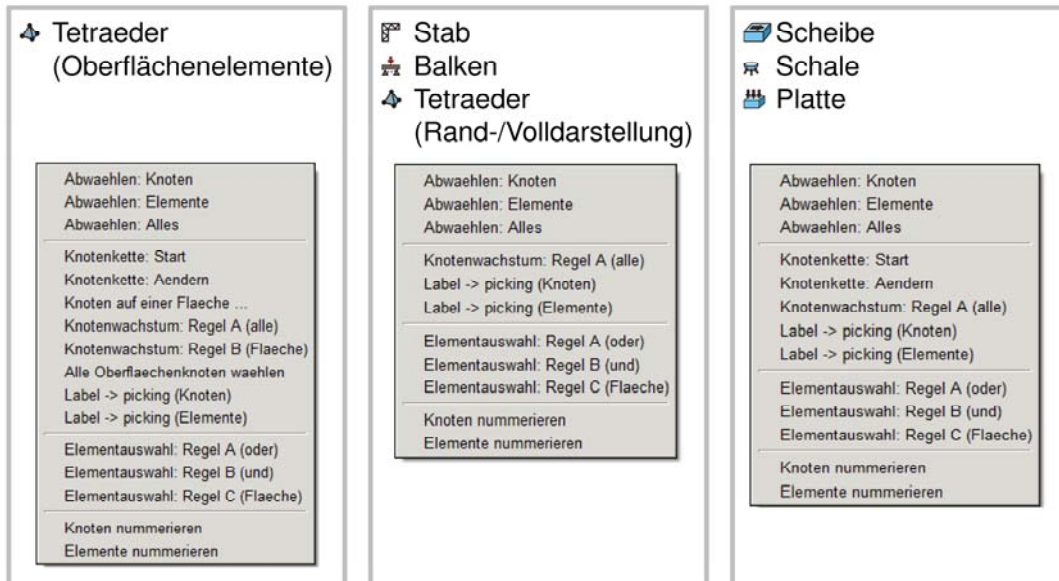 Tetraeder
(Oberflächenelemente)
Abwaehlen: Knoten
Abwaehlen: Elemente
Abwaehlen: Alles
Knotenkette: Start
Knotenkette: Aendern
Knoten auf einer Flaeche ...
Knotenwachstum: Regel A (alle)
Knotenwachstum: Regel B (Flaeche)
Alle Oberflaechenknoten waehlen
Label -> picking (Knoten)
Label -> picking (Elemente)
Elementauswahl: Regel A (oder)
Elementauswahl: Regel B (und)
Elementauswahl: Regel C (Flaeche)
Knoten nummerieren
Elemente nummerieren
Stab
Balken
Tetraeder
(Rand-/Volldarstellung)
Abwaehlen: Knoten
Abwaehlen: Elemente
Abwaehlen: Alles
Knotenwachstum: Regel A (alle)
Label -> picking (Knoten)
Label -> picking (Elemente)
Elementauswahl: Regel A (oder)
Elementauswahl: Regel B (und)
Elementauswahl: Regel C (Flaeche)
Knoten nummerieren
Elemente nummerieren
Scheibe
Schale
Platte
Abwaehlen: Knoten
Abwaehlen: Elemente
Abwaehlen: Alles
Knotenkette: Start
Knotenkette: Aendern
Knotenwachstum: Regel A (alle)
Label -> picking (Knoten)
Label -> picking (Elemente)
Elementauswahl: Regel A (oder)
Elementauswahl: Regel B (und)
Elementauswahl: Regel C (Flaeche)
Knoten nummerieren
Elemente nummerieren